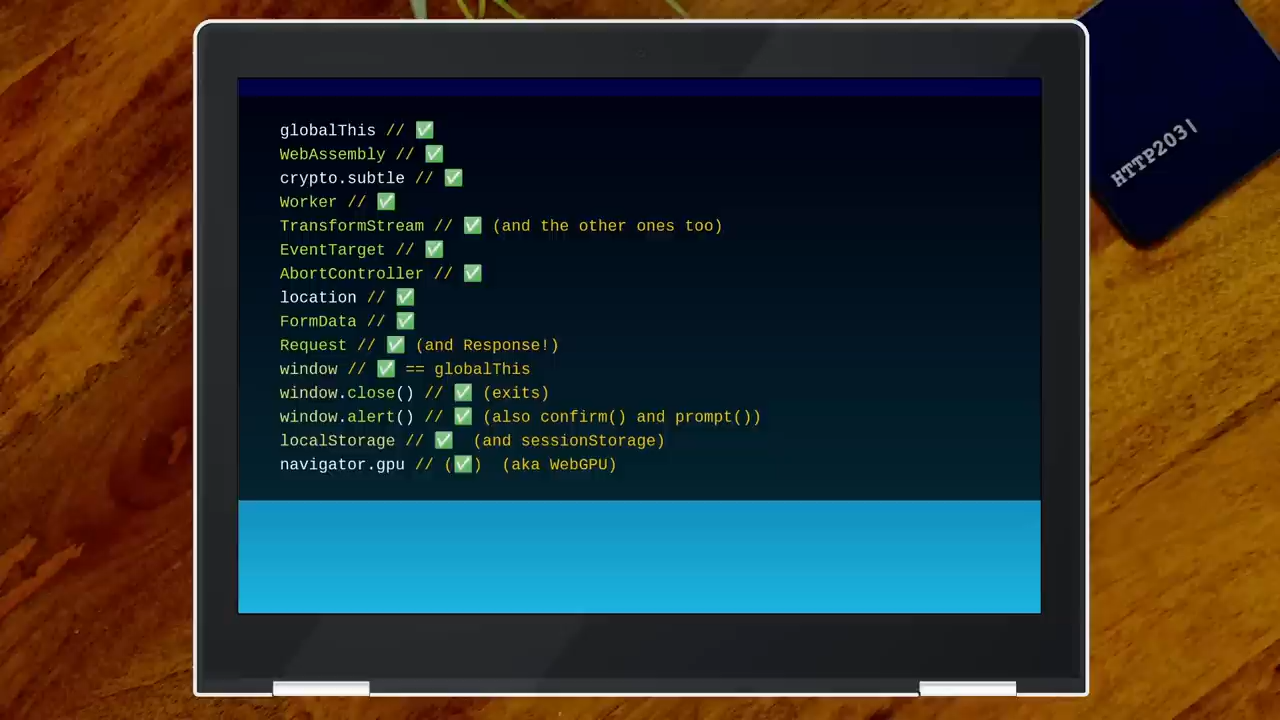 globalThis // ✅
WebAssembly // ✅
crypto.subtle // ✅
Worker // ✅
TransformStream // ✅ (and the other ones too)
EventTarget // ✅
AbortController // ✅
location // ✅
FormData // ✅
Request // ✅ (and Response!)
window // ✅ == globalThis
window.close() // ✅ (exits)
window.alert() // ✅ (also confirm() and prompt())
localStorage // ✅  (and sessionStorage)
navigator.gpu // (✅)  (aka WebGPU)
HTTP203|